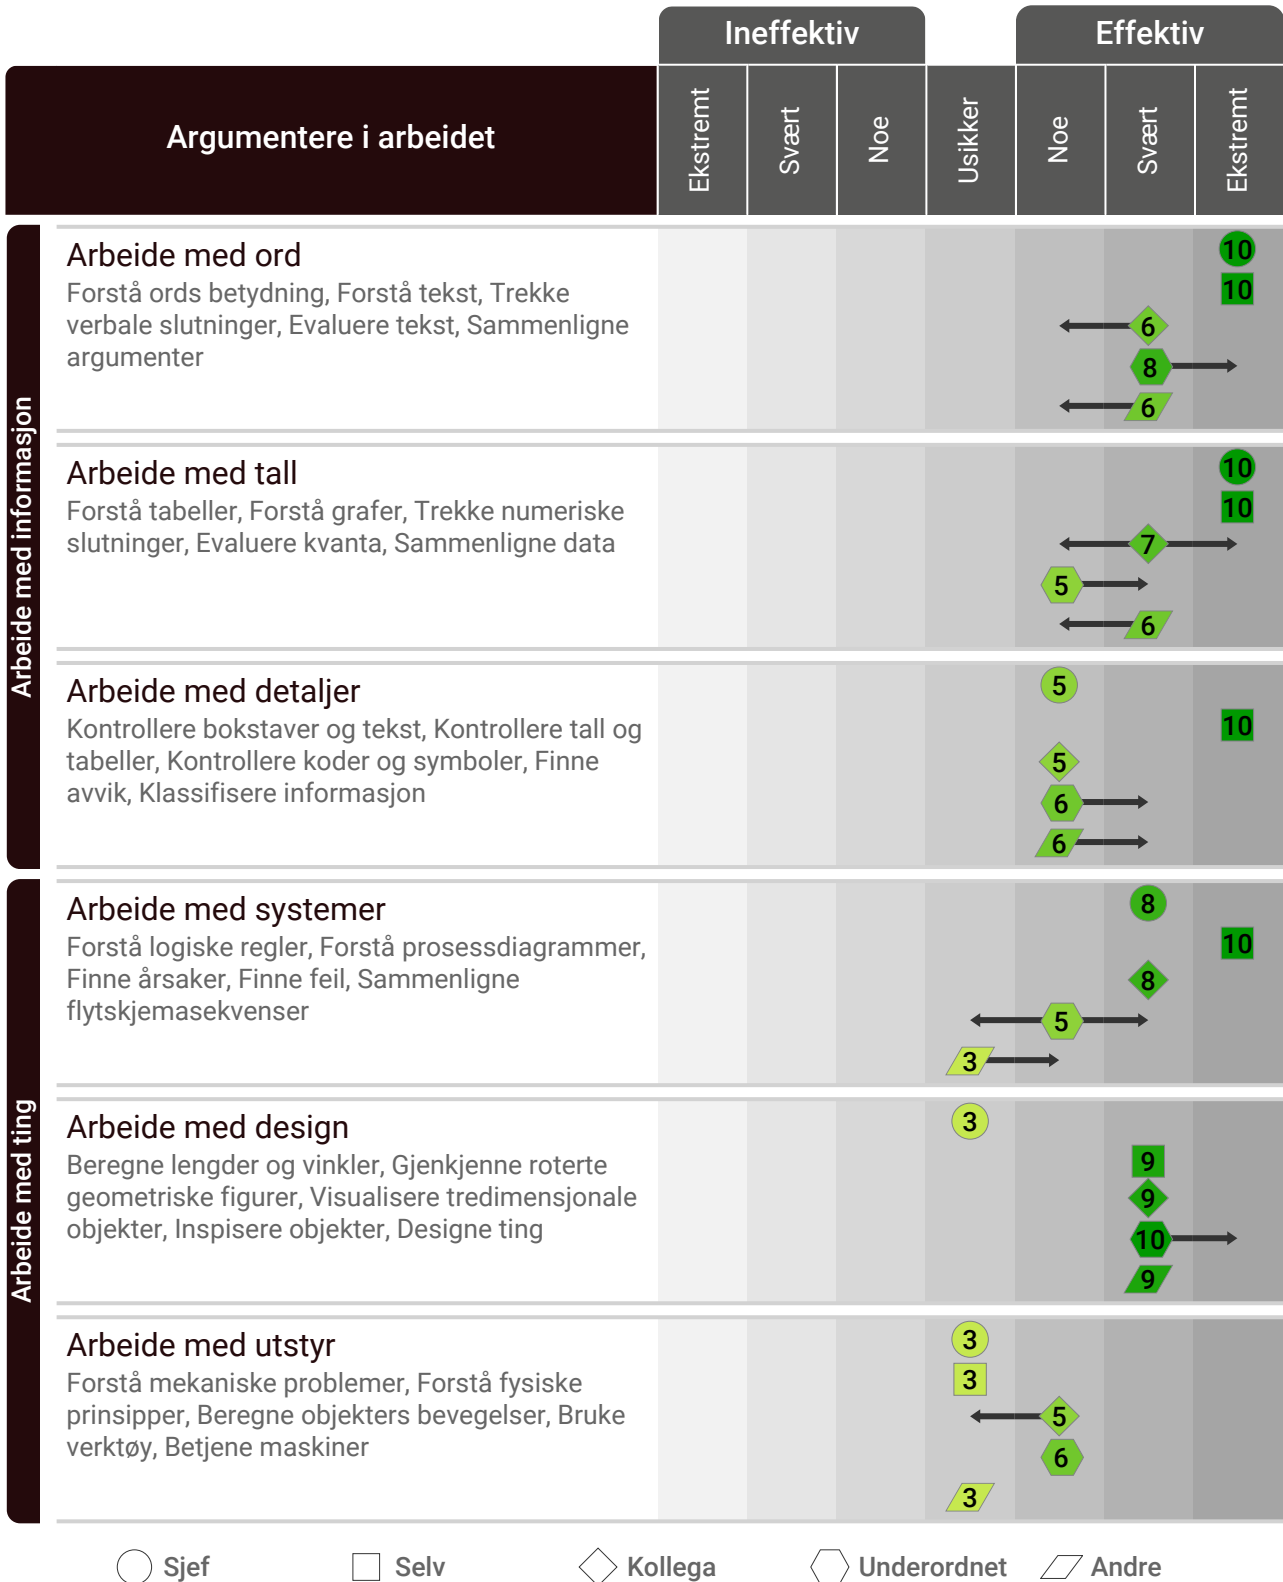 Ineffektiv
Effektiv
Argumentere i arbeidet
Ekstremt
Svært
Noe
Usikker
Noe
Svært
Ekstremt
Arbeide med informasjon
Arbeide med ord
Forstå ords betydning, Forstå tekst, Trekke
verbale slutninger, Evaluere tekst, Sammenligne
argumenter
10
10
6
8
6
Arbeide med tall
Forstå tabeller, Forstå grafer, Trekke numeriske
slutninger, Evaluere kvanta, Sammenligne data
10
10
7
5
6
Arbeide med detaljer
Kontrollere bokstaver og tekst, Kontrollere tall og
tabeller, Kontrollere koder og symboler, Finne
avvik, Klassifisere informasjon
5
10
5
6
6
Arbeide med ting
Arbeide med systemer
Forstå logiske regler, Forstå prosessdiagrammer,
Finne årsaker, Finne feil, Sammenligne
flytskjemasekvenser
8
10
8
5
3
Arbeide med design
Beregne lengder og vinkler, Gjenkjenne roterte
geometriske figurer, Visualisere tredimensjonale
objekter, Inspisere objekter, Designe ting
3
9
9
10
9
Arbeide med utstyr
Forstå mekaniske problemer, Forstå fysiske
prinsipper, Beregne objekters bevegelser, Bruke
verktøy, Betjene maskiner
3
3
5
6
3
Sjef
Selv
Kollega
Underordnet
Andre